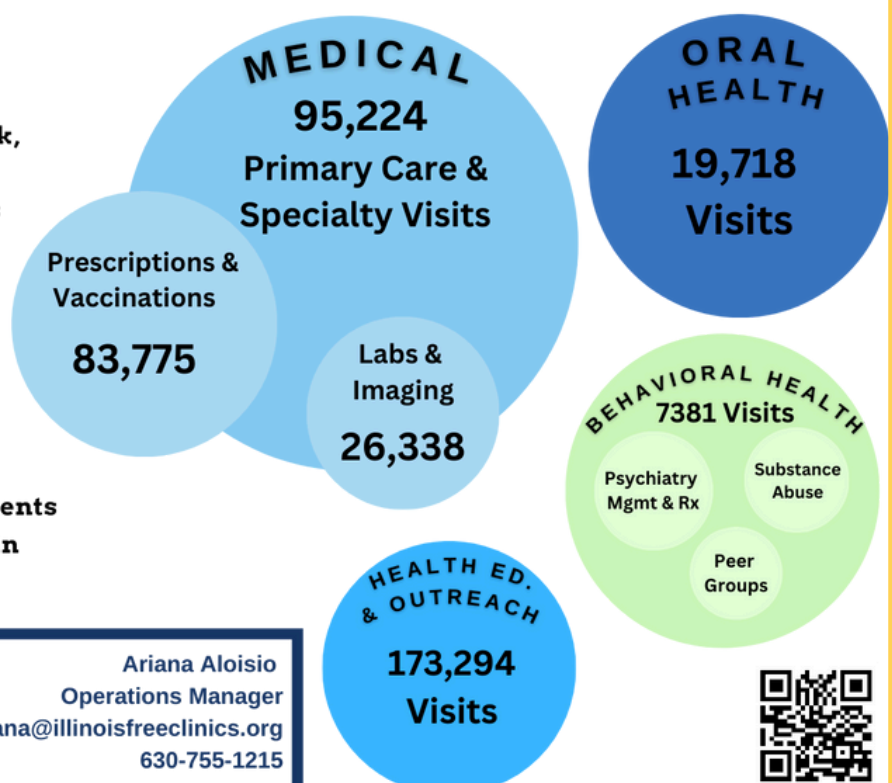 MEDICAL
95,224
Primary Care &
Specialty Visits
Prescriptions &
Vaccinations
83,775
Labs &
Imaging
26,338
ORAL
HEALTH
19,718
Visits
BEHAVIORAL HEALTH
7381 Visits
Psychiatry
Mgmt & Rx
Substance
Abuse
Peer
Groups
HEALTH ED.
& OUTREACH
173,294
Visits
Ariana Aloisio
Operations Manager
ana@illinoisfreeclinics.org
630-755-1215